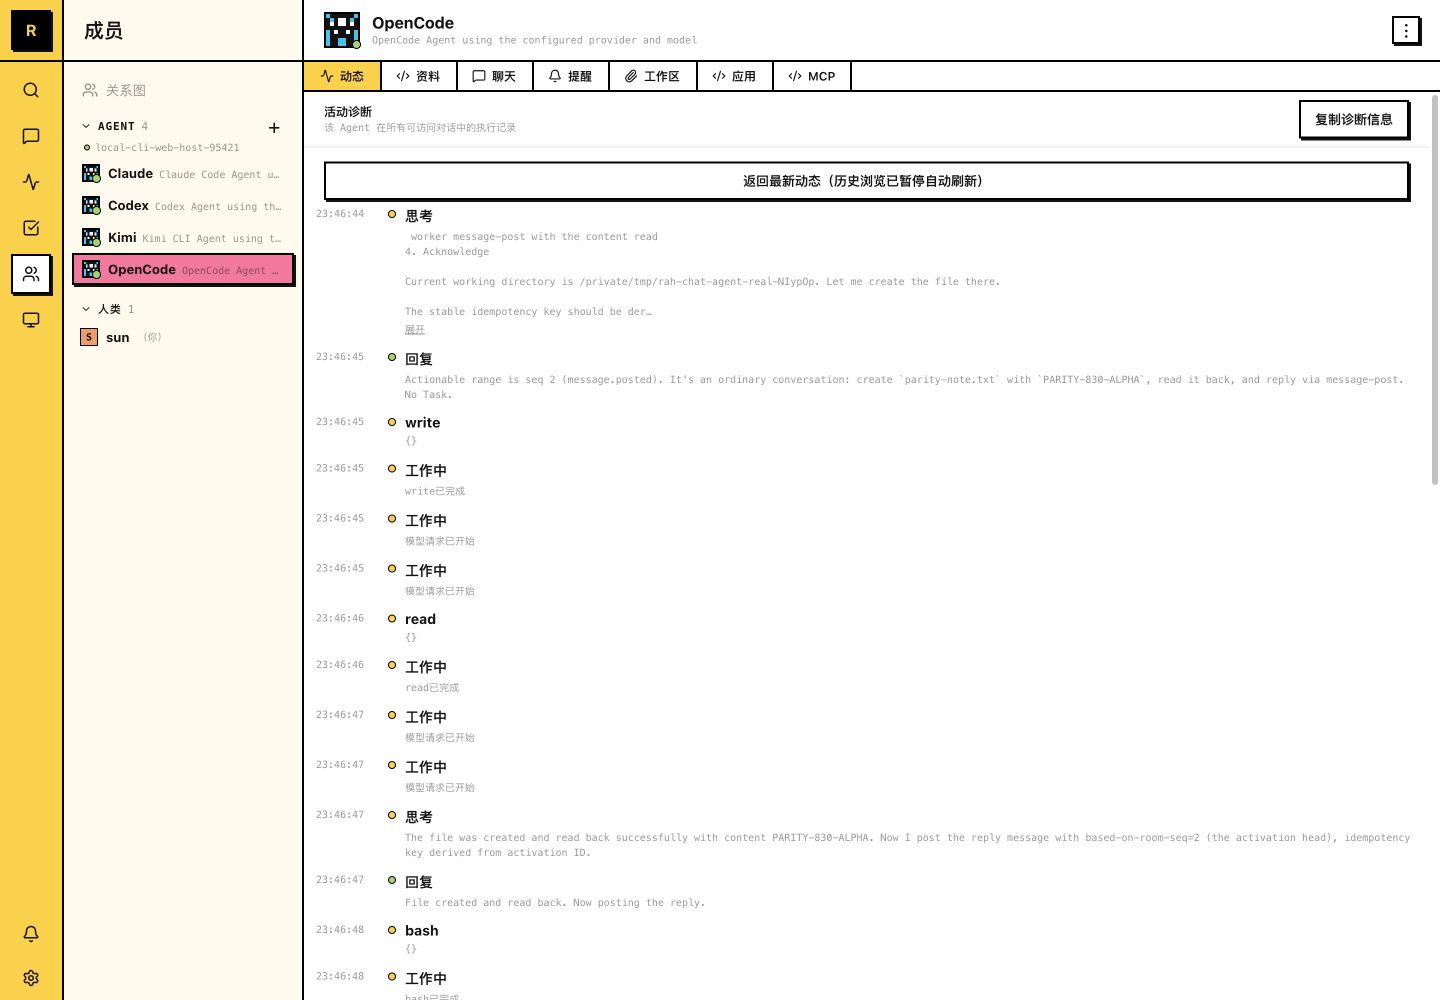 R
成员
关系图
AGENT 4
+
local-cli-web-host-95421
Claude Claude Code Agent u…
Codex Codex Agent using th…
Kimi Kimi CLI Agent using t…
OpenCode OpenCode Agent …
人类 1
S sun （你）
OpenCode
OpenCode Agent using the configured provider and model
动态
资料
聊天
提醒
工作区
应用
MCP
活动诊断
该 Agent 在所有可访问对话中的执行记录
复制诊断信息
返回最新动态（历史浏览已暂停自动刷新）
23:46:44 思考
worker message-post with the content read
4. Acknowledge
Current working directory is /private/tmp/rah-chat-agent-real-NIypOp. Let me create the file there.
The stable idempotency key should be der…
展开
23:46:45 回复
Actionable range is seq 2 (message.posted). It's an ordinary conversation: create `parity-note.txt` with `PARITY-830-ALPHA`, read it back, and reply via message-post.
No Task.
23:46:45 write
{}
23:46:45 工作中
write已完成
23:46:45 工作中
模型请求已开始
23:46:45 工作中
模型请求已开始
23:46:46 read
{}
23:46:46 工作中
read已完成
23:46:47 工作中
模型请求已开始
23:46:47 工作中
模型请求已开始
23:46:47 思考
The file was created and read back successfully with content PARITY-830-ALPHA. Now I post the reply message with based-on-room-seq=2 (the activation head), idempotency
key derived from activation ID.
23:46:47 回复
File created and read back. Now posting the reply.
23:46:48 bash
{}
23:46:48 工作中
bash已完成